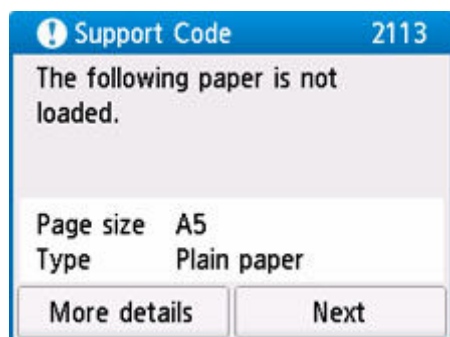 Support Code 2113
The following paper is not
loaded.
Page size A5
Type Plain paper
More details Next